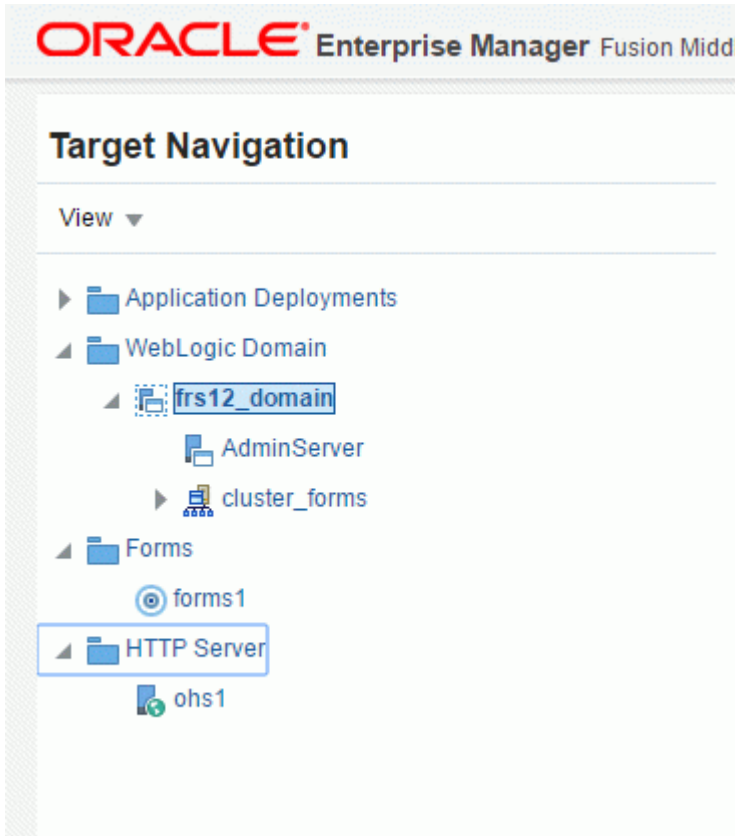 ORACLE Enterprise Manager Fusion Midd
Target Navigation
View
Application Deployments
WebLogic Domain
frs12_domain
AdminServer
cluster_forms
Forms
forms1
HTTP Server
ohs1